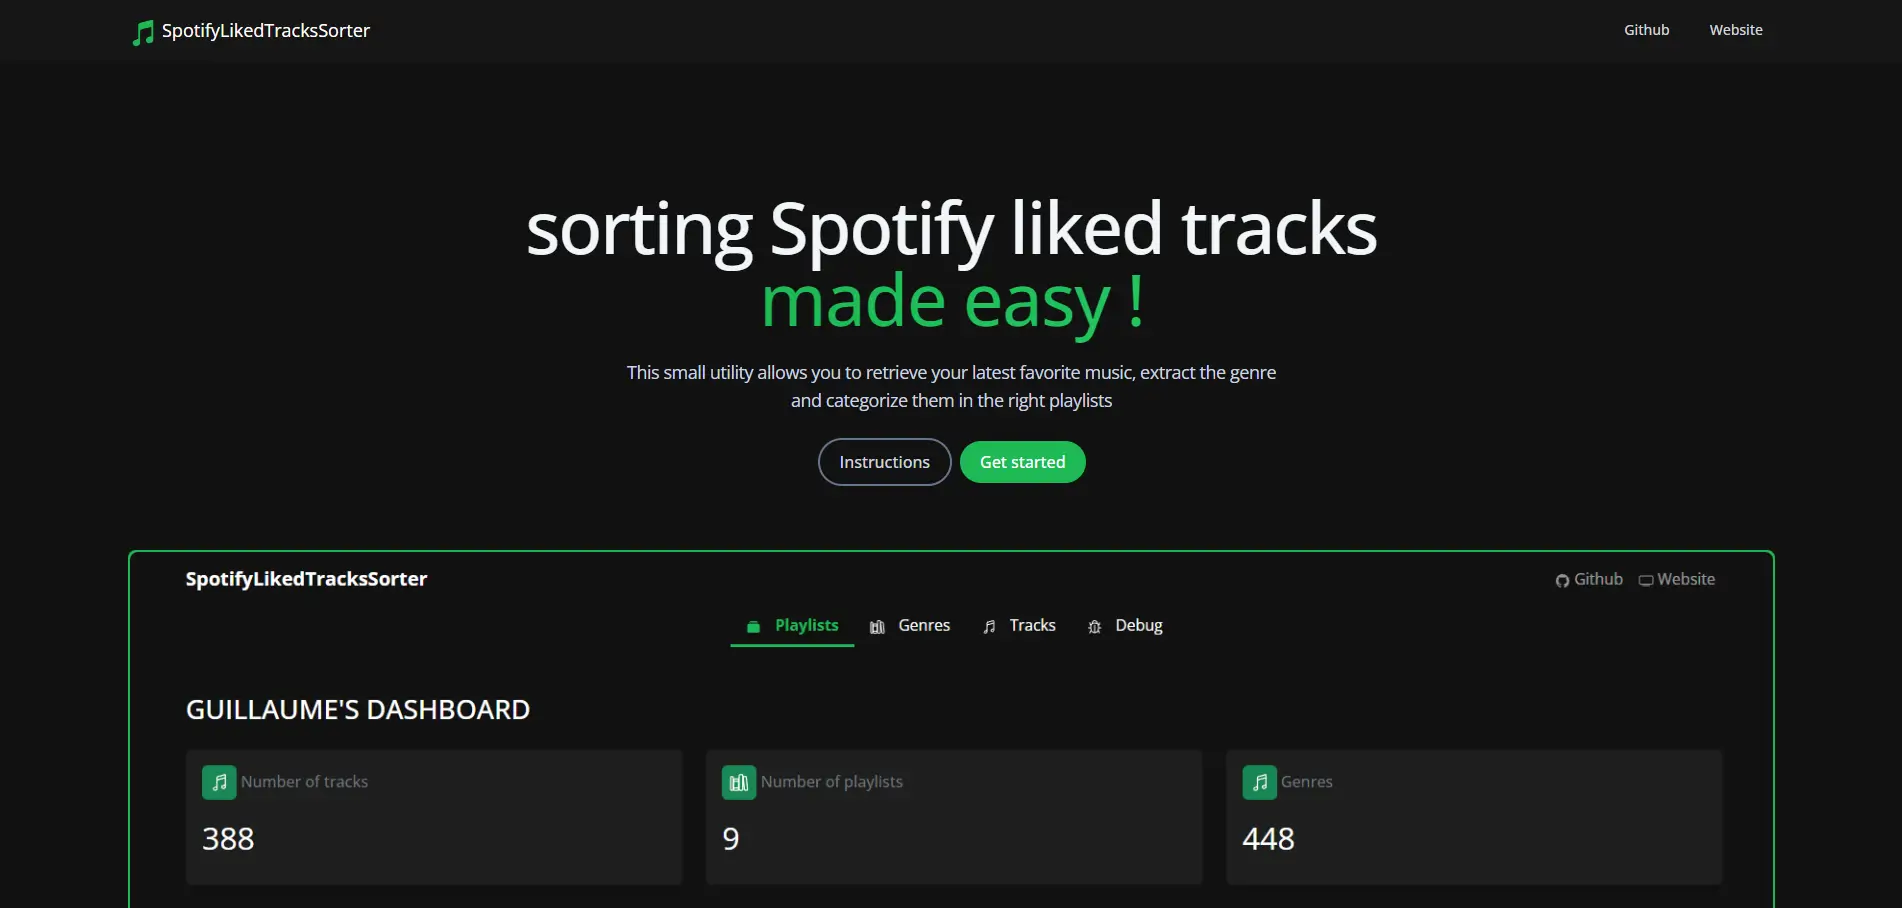 SpotifyLikedTracksSorter
Github
Website
sorting Spotify liked tracks
made easy !
This small utility allows you to retrieve your latest favorite music, extract the genre
and categorize them in the right playlists
Instructions
Get started
SpotifyLikedTracksSorter
Github
Website
Playlists
Genres
Tracks
Debug
GUILLAUME'S DASHBOARD
Number of tracks
388
Number of playlists
9
Genres
448